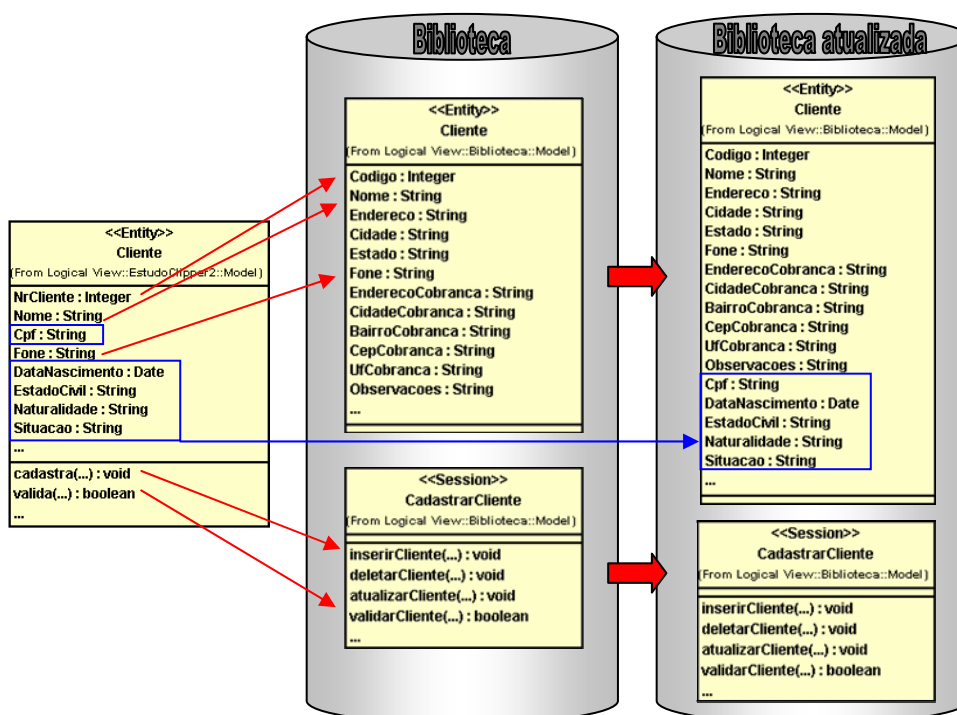 Biblioteca
Biblioteca atualizada
<<Entity>>
Cliente
(From Logical View::EstudoClipper2::Model)
NrCliente : Integer
Nome : String
Cpf : String
Fone : String
DataNascimento : Date
EstadoCivil : String
Naturalidade : String
Situacao : String
...
cadastra(...) : void
valida(...) : boolean
...
<<Entity>>
Cliente
(From Logical View::Biblioteca::Model)
Codigo : Integer
Nome : String
Endereco : String
Cidade : String
Estado : String
Fone : String
EnderecoCobranca : String
CidadeCobranca : String
BairroCobranca : String
CepCobranca : String
UfCobranca : String
Observacoes : String
...
<<Session>>
CadastrarCliente
(From Logical View::Biblioteca::Model)
inserirCliente(...) : void
deletarCliente(...) : void
atualizarCliente(...) : void
validarCliente(...) : boolean
...
<<Entity>>
Cliente
(From Logical View::Biblioteca::Model)
Codigo : Integer
Nome : String
Endereco : String
Cidade : String
Estado : String
Fone : String
EnderecoCobranca : String
CidadeCobranca : String
BairroCobranca : String
CepCobranca : String
UfCobranca : String
Observacoes : String
Cpf : String
DataNascimento : Date
EstadoCivil : String
Naturalidade : String
Situacao : String
...
<<Session>>
CadastrarCliente
(From Logical View::Biblioteca::Model)
inserirCliente(...) : void
deletarCliente(...) : void
atualizarCliente(...) : void
validarCliente(...) : boolean
...